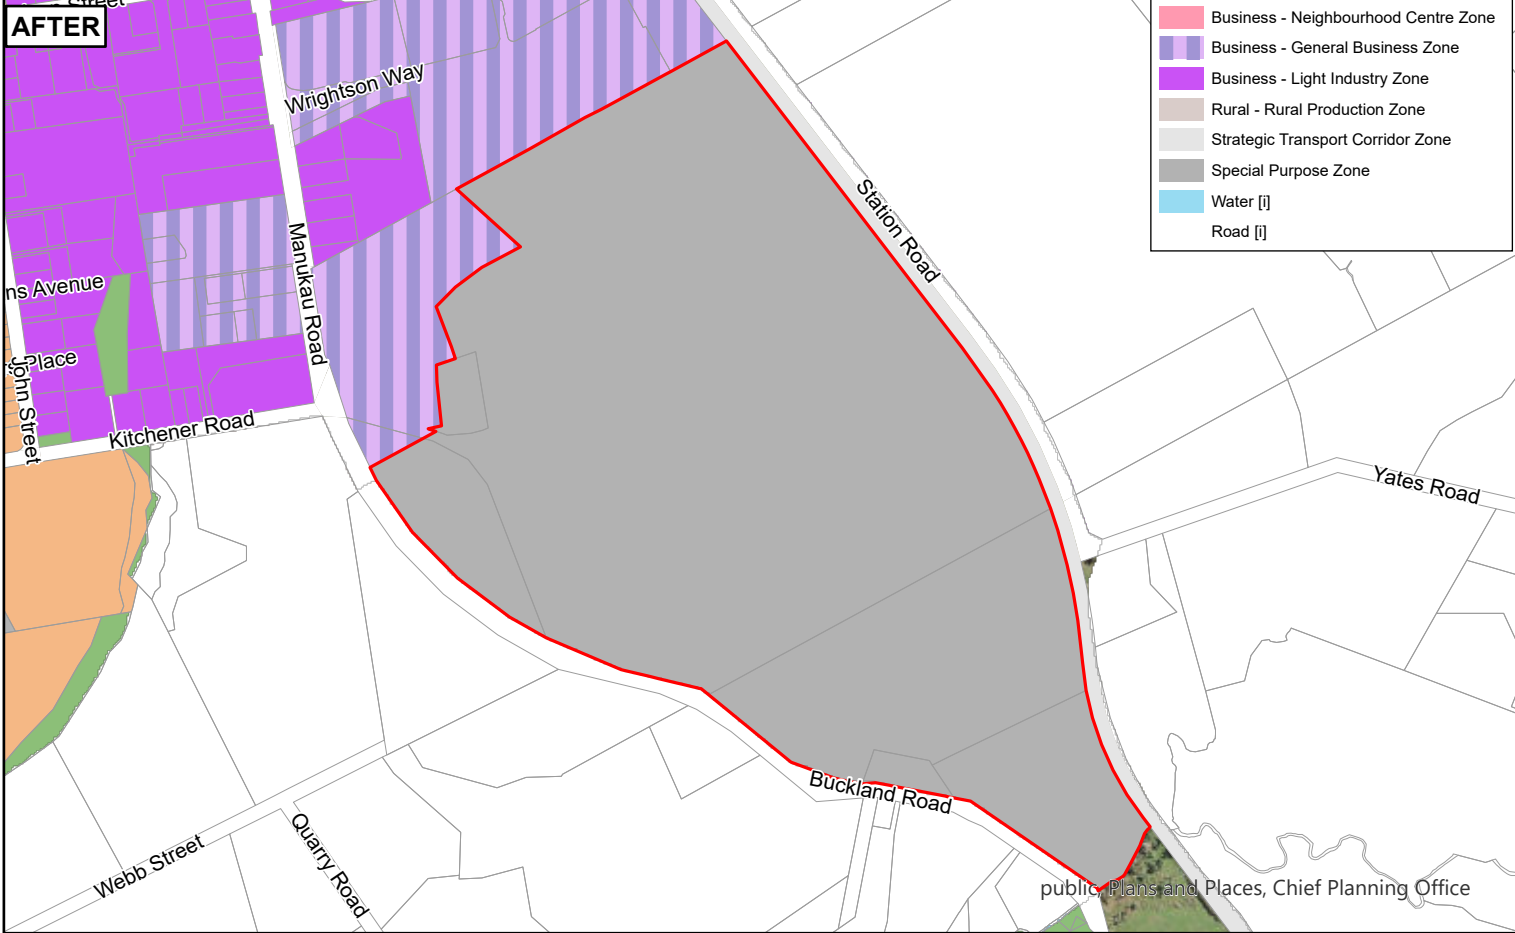 AFTER
Street
Business - Neighbourhood Centre Zone
Business - General Business Zone
Business - Light Industry Zone
Rural - Rural Production Zone
Strategic Transport Corridor Zone
Special Purpose Zone
Water [i]
Road [i]
Wrightson Way
Station Road
Manukau Road
ns Avenue
Place
John Street
Kitchener Road
Yates Road
Buckland Road
Webb Street
Quarry Road
public, Plans and Places, Chief Planning Office